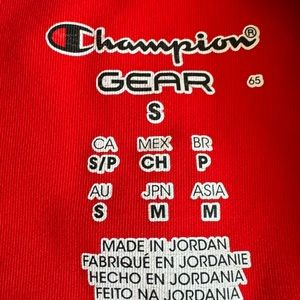 Champion®
GEAR 65
S
CA MEX BR
S/P CH P
AU JPN ASIA
S M M
MADE IN JORDAN
FABRIQUÉ EN JORDANIE
HECHO EN JORDANIA
FEITO NA JORDANIA